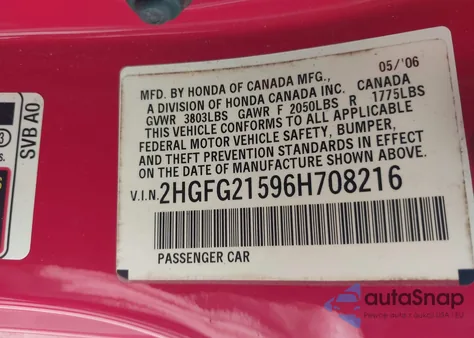 05/'06
MFD. BY HONDA OF CANADA MFG.,
A DIVISION OF HONDA CANADA INC. CANADA
GVWR 3803LBS GAWR F 2050LBS R 1775LBS
THIS VEHICLE CONFORMS TO ALL APPLICABLE
FEDERAL MOTOR VEHICLE SAFETY, BUMPER,
AND THEFT PREVENTION STANDARDS IN EFFECT
ON THE DATE OF MANUFACTURE SHOWN ABOVE.
V.I.N. 2HGFG21596H708216
PASSENGER CAR
SVB A0
autoSnap